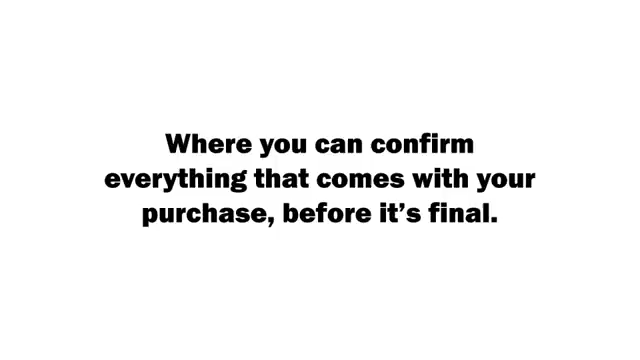 Where you can confirm
everything that comes with your
purchase, before it’s final.